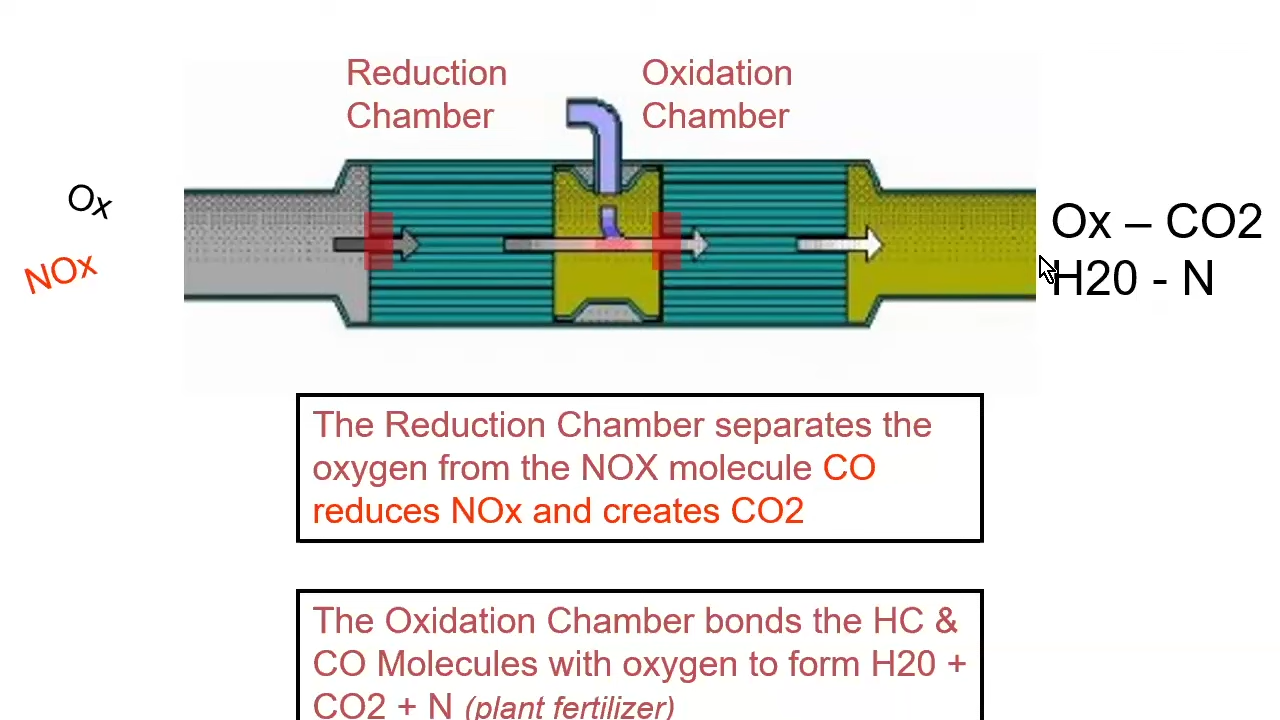 Reduction
Chamber
Oxidation
Chamber
Ox
NOx
Ox – CO2
H20 - N
The Reduction Chamber separates the
oxygen from the NOX molecule CO
reduces NOx and creates CO2
The Oxidation Chamber bonds the HC &
CO Molecules with oxygen to form H20 +
CO2 + N (plant fertilizer)